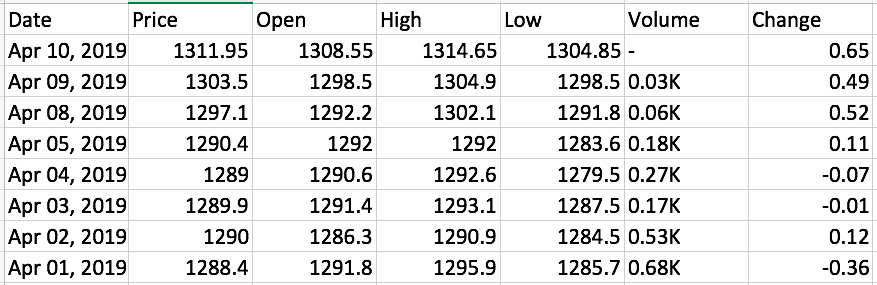 Date Price Open High Low Volume Change
Apr 10, 2019 1311.95 1308.55 1314.65 1304.85 - 0.65
Apr 09, 2019 1303.5 1298.5 1304.9 1298.5 0.03K 0.49
Apr 08, 2019 1297.1 1292.2 1302.1 1291.8 0.06K 0.52
Apr 05, 2019 1290.4 1292 1292 1283.6 0.18K 0.11
Apr 04, 2019 1289 1290.6 1292.6 1279.5 0.27K -0.07
Apr 03, 2019 1289.9 1291.4 1293.1 1287.5 0.17K -0.01
Apr 02, 2019 1290 1286.3 1290.9 1284.5 0.53K 0.12
Apr 01, 2019 1288.4 1291.8 1295.9 1285.7 0.68K -0.36